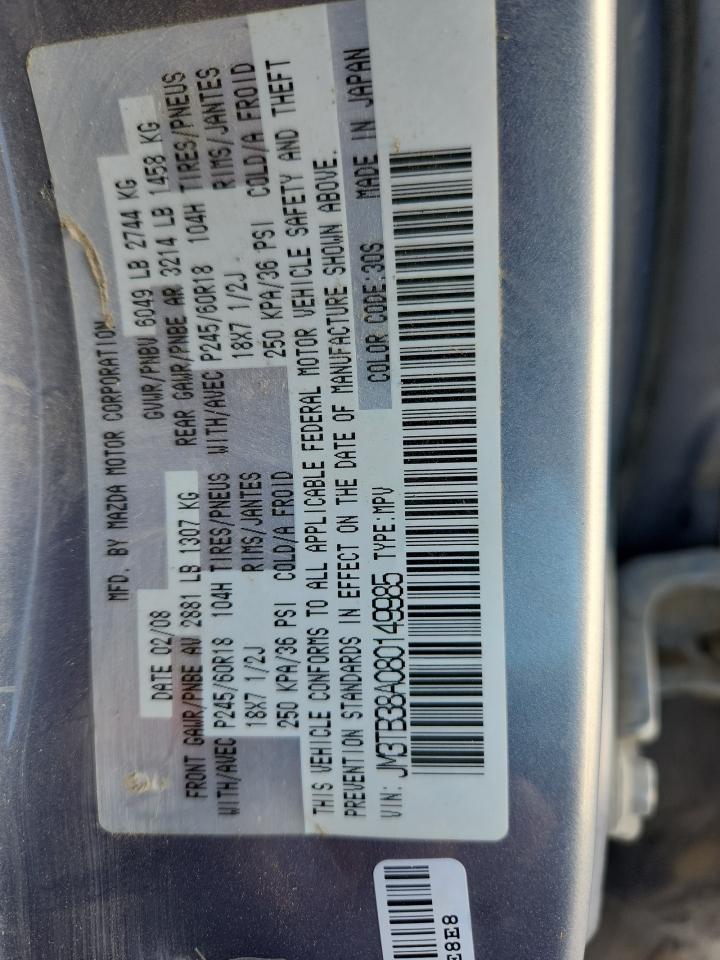 MFD. BY MAZDA MOTOR CORPORATION
DATE 02/08 GVWR/PNBV 6049 LB 2744 KG
FRONT GAWR/PNBE AV 2881 LB 1307 KG REAR GAWR/PNBE AR 3214 LB 1458 KG
WITH/AVEC P245/60R18 104H TIRES/PNEUS WITH/AVEC P245/60R18 104H TIRES/PNEUS
18X7 1/2J RIMS/JANTES 18X7 1/2J RIMS/JANTES
250 KPA/36 PSI COLD/A FROID 250 KPA/36 PSI COLD/A FROID
THIS VEHICLE CONFORMS TO ALL APPLICABLE FEDERAL MOTOR VEHICLE SAFETY AND THEFT
PREVENTION STANDARDS IN EFFECT ON THE DATE OF MANUFACTURE SHOWN ABOVE.
COLOR CODE:30S MADE IN JAPAN
VIN: JM3TB38A080149985 TYPE:MPV
E8E8